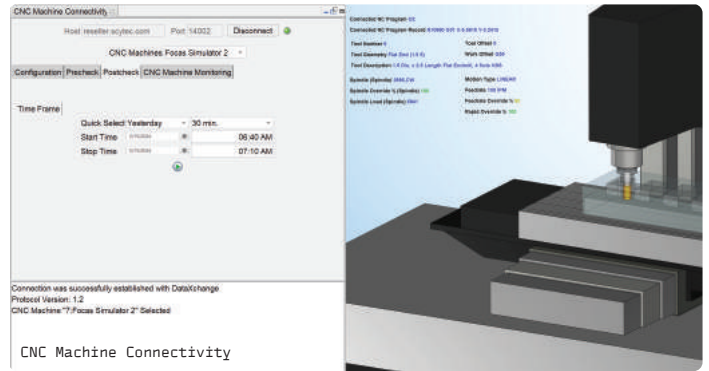 CNC Machine Connectivity
Host: reseller.scytec.com Port: 14002 Disconnect
CNC Machines Focas Simulator 2
Configuration Precheck Postcheck CNC Machine Monitoring
Time Frame
Quick Select: Yesterday 30 min.
Start Time 06:40 AM
Stop Time 07:10 AM
Connection was successfully established with DataXchange
Protocol Version: 1.2
CNC Machine "7:Focas Simulator 2" Selected
CNC Machine Connectivity
Connected NC Program:
Connected NC Program Record:
Tool Number Tool Offset
Tool Geometry Work Offset
Tool Description
Spindle (Spindle) Motion Type LINEAR
Spindle Override % (Spindle) 100 Feedrate
Spindle Load (Spindle) Feedrate Override %
Rapid Override % 100